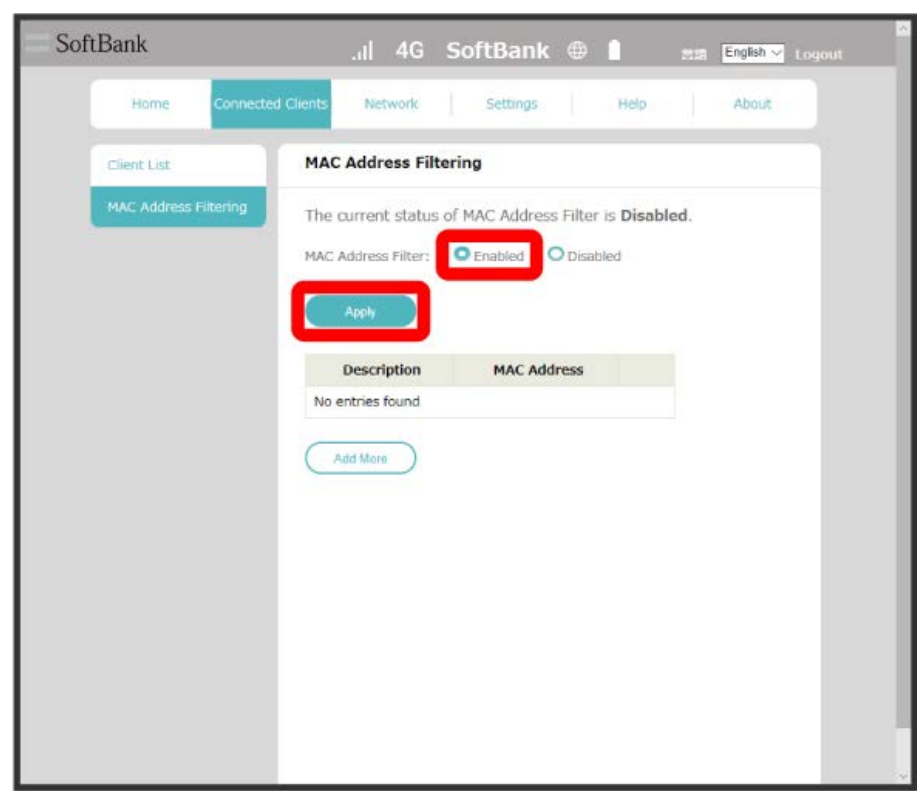 SoftBank
4G SoftBank 言語 English Logout
Home Connected Clients Network Settings Help About
Client List
MAC Address Filtering
MAC Address Filtering
The current status of MAC Address Filter is Disabled.
MAC Address Filter: Enabled Disabled
Apply
Description MAC Address
No entries found
Add More